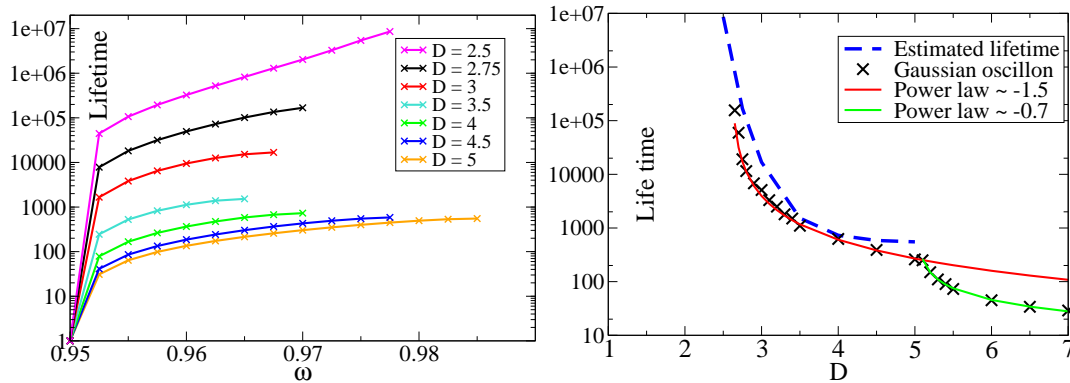 1e+07
1e+06
1e+05
10000
1000
100
10
1
Lifetime
D = 2.5
D = 2.75
D = 3
D = 3.5
D = 4
D = 4.5
D = 5
0.95 0.96 0.97 0.98
ω
1e+07
1e+06
1e+05
10000
1000
100
10
Life time
Estimated lifetime
Gaussian oscillon
Power law ~ -1.5
Power law ~ -0.7
1 2 3 4 5 6 7
D